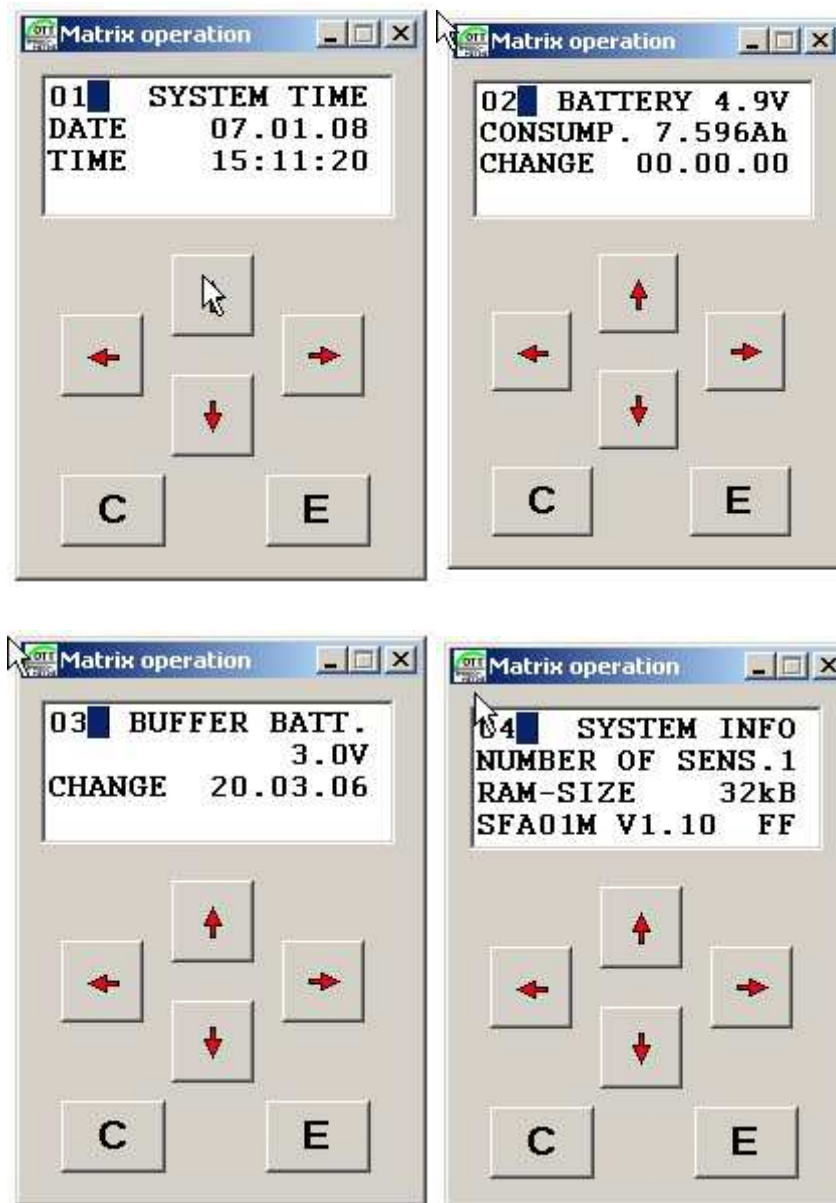 Matrix operation
01 SYSTEM TIME
DATE 07.01.08
TIME 15:11:20
C E
Matrix operation
02 BATTERY 4.9V
CONSUMP. 7.596Ah
CHANGE 00.00.00
C E
Matrix operation
03 BUFFER BATT.
3.0V
CHANGE 20.03.06
C E
Matrix operation
04 SYSTEM INFO
NUMBER OF SENS.1
RAM-SIZE 32kB
SFA01M V1.10 FF
C E